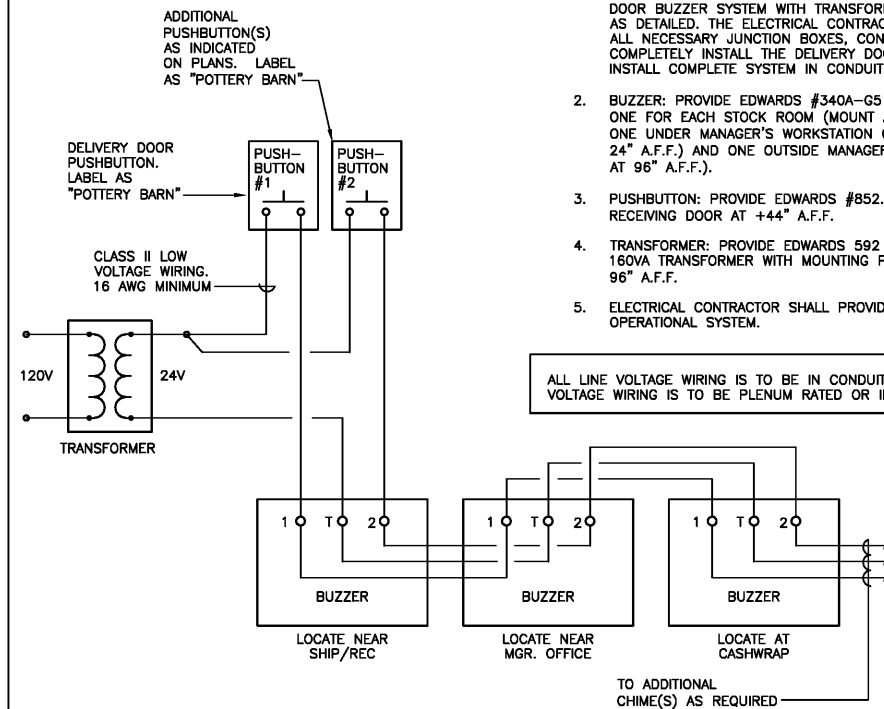 ADDITIONAL
PUSHBUTTON(S)
AS INDICATED
ON PLANS. LABEL
AS "POTTERY BARN"
DELIVERY DOOR
PUSHBUTTON.
LABEL AS
"POTTERY BARN"
PUSH-
BUTTON
#1
PUSH-
BUTTON
#2
CLASS II LOW
VOLTAGE WIRING.
16 AWG MINIMUM
120V
24V
TRANSFORMER
DOOR BUZZER SYSTEM WITH
AS DETAILED. THE ELECTRICAL
ALL NECESSARY JUNCTION BOXES,
COMPLETELY INSTALL THE DELIVERY
INSTALL COMPLETE SYSTEM IN CONDUIT
2. BUZZER: PROVIDE EDWARDS #340A-G5
ONE FOR EACH STOCK ROOM (MOUNT
ONE UNDER MANAGER'S WORKSTATION
24" A.F.F.) AND ONE OUTSIDE
AT 96" A.F.F.).
3. PUSHBUTTON: PROVIDE EDWARDS #852.
RECEIVING DOOR AT +44" A.F.F.
4. TRANSFORMER: PROVIDE EDWARDS 592
160VA TRANSFORMER WITH MOUNTING
96" A.F.F.
5. ELECTRICAL CONTRACTOR SHALL
OPERATIONAL SYSTEM.
ALL LINE VOLTAGE WIRING IS TO BE IN CONDUIT
VOLTAGE WIRING IS TO BE PLENUM RATED OR
1 T 2
BUZZER
LOCATE NEAR
SHIP/REC
1 T 2
BUZZER
LOCATE NEAR
MGR. OFFICE
1 T 2
BUZZER
LOCATE AT
CASHWRAP
TO ADDITIONAL
CHIME(S) AS REQUIRED